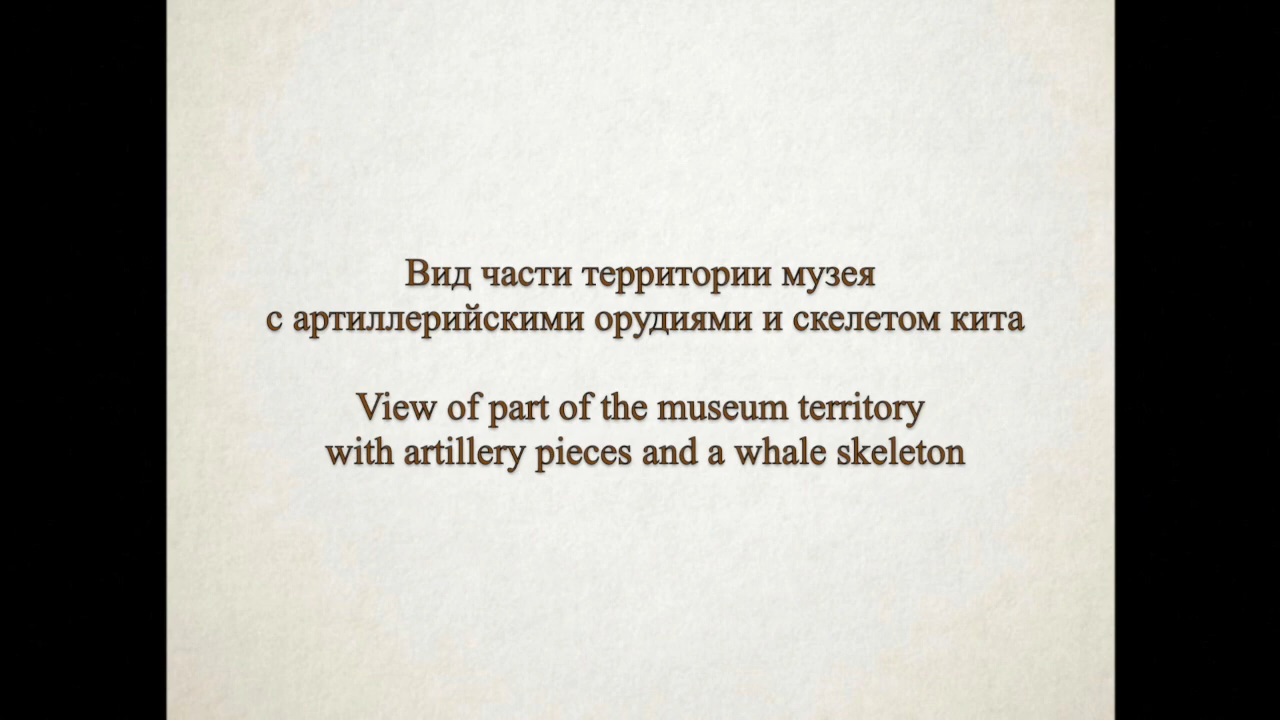 Вид части территории музея
с артиллерийскими орудиями и скелетом кита
View of part of the museum territory
with artillery pieces and a whale skeleton